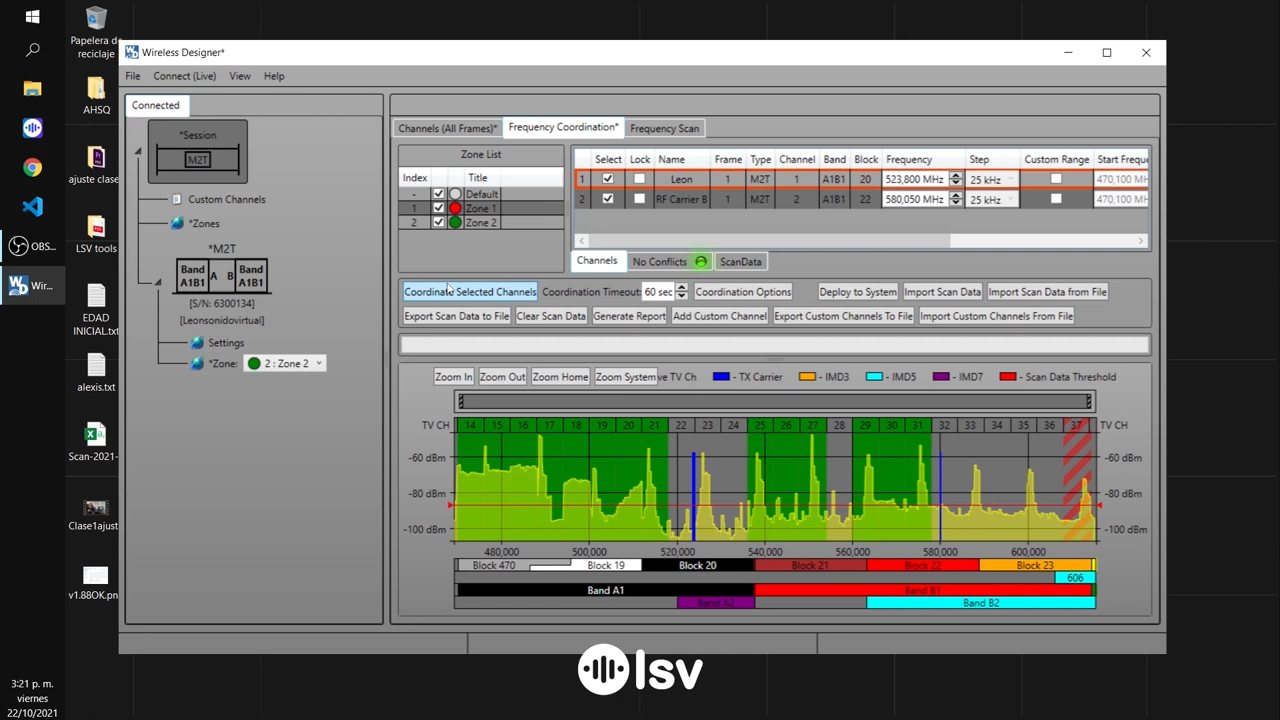 Papelera de
reciclaje
AHSQ
ajuste clase
LSV tools
EDAD
INICIAL.txt
alexis.txt
Scan-2021-
Clase1ajust
v1.88OK.pn
OBS...
Wir...
3:21 p. m.
viernes
22/10/2021
Wireless Designer*
File Connect (Live) View Help
Connected
*Session
M2T
Custom Channels
*Zones
*M2T
Band A1B1 A B Band A1B1
[S/N: 6300134)
[Leonsonidovirtual]
Settings
*Zone: 2 : Zone 2
Channels (All Frames)* Frequency Coordination* Frequency Scan
Zone List
Index Title
- Default
1 Zone 1
2 Zone 2
Select Lock Name Frame Type Channel Band Block Frequency Step Custom Range Start Freque
1 Leon 1 M2T 1 A1B1 20 523,800 MHz 25 kHz 470,100 MHz
2 RF Carrier B 1 M2T 2 A1B1 22 580,050 MHz 25 kHz 470,100 MHz
Channels No Conflicts ScanData
Coordinate Selected Channels Coordination Timeout: 60 sec Coordination Options Deploy to System Import Scan Data Import Scan Data from File
Export Scan Data to File Clear Scan Data Generate Report Add Custom Channel Export Custom Channels To File Import Custom Channels From File
Zoom In Zoom Out Zoom Home Zoom System ve TV Ch - TX Carrier - IMD3 - IMD5 - IMD7 - Scan Data Threshold
TV CH 14 15 16 17 18 19 20 21 22 23 24 25 26 27 28 29 30 31 32 33 34 35 36 37 TV CH
-60 dBm -60 dBm
-80 dBm -80 dBm
-100 dBm -100 dBm
480,000 500,000 520,000 540,000 560,000 580,000 600,000
Block 470 Block 19 Block 20 Block 21 Block 22 Block 23
606
Band A1 Band B1
Band A2 Band B2
lsv